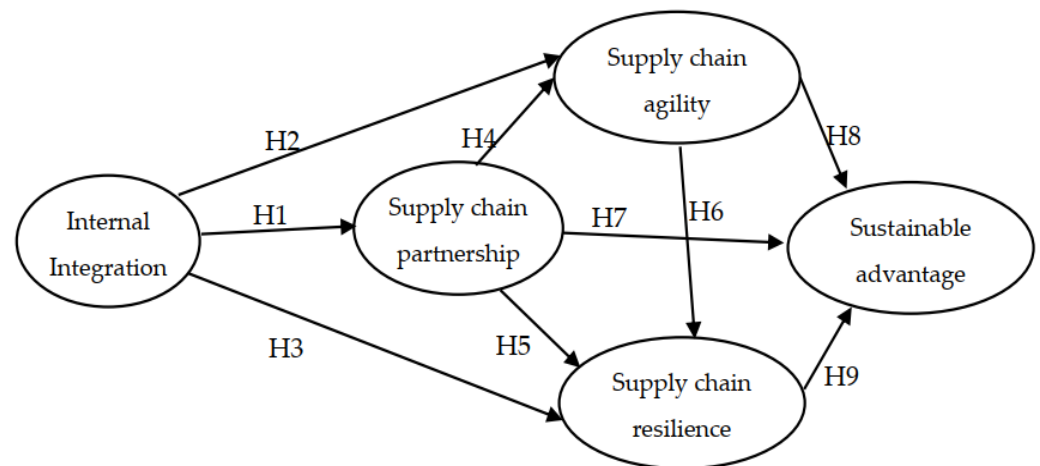 Supply chain
agility
H2
H4
H8
Internal
Integration
H1
Supply chain
partnership
H7
H6
Sustainable
advantage
H3
H5
Supply chain
resilience
H9